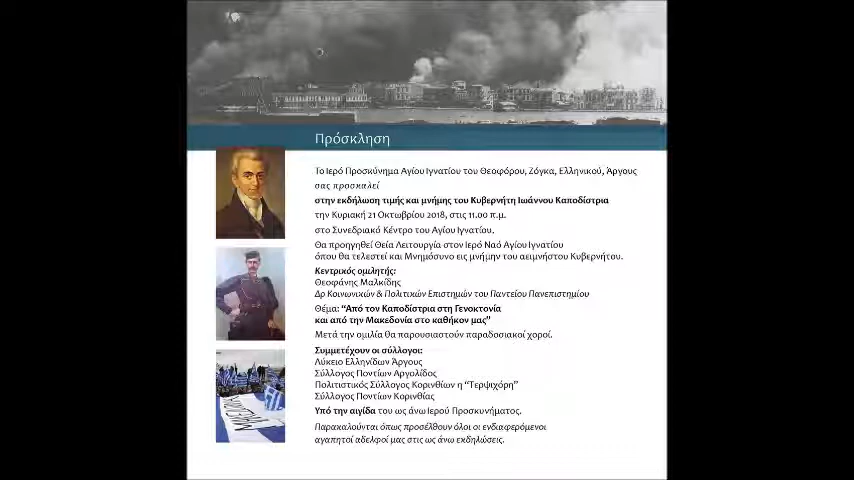 Πρόσκληση
Το Ιερό Προσκύνημα Αγίου Ιγνατίου του Θεοφόρου, Ζόγκα, Ελληνικού, Άργους
σας προσκαλεί
στην εκδήλωση τιμής και μνήμης του Κυβερνήτη Ιωάννου Καποδίστρια
την Κυριακή 21 Οκτωβρίου 2018, στις 11.00 π.μ.
στο Συνεδριακό Κέντρο του Αγίου Ιγνατίου.
Θα προηγηθεί Θεία Λειτουργία στον Ιερό Ναό Αγίου Ιγνατίου
όπου θα τελεστεί και Μνημόσυνο εις μνήμην του αειμνήστου Κυβερνήτου.
Κεντρικός ομιλητής:
Θεοφάνης Μαλκίδης
Δρ Κοινωνικών & Πολιτικών Επιστημών του Παντείου Πανεπιστημίου
Θέμα: “Από τον Καποδίστρια στη Γενοκτονία
και από την Μακεδονία στο καθήκον μας”
Μετά την ομιλία θα παρουσιαστούν παραδοσιακοί χοροί.
Συμμετέχουν οι σύλλογοι:
Λύκειο Ελληνίδων Άργους
Σύλλογος Ποντίων Αργολίδος
Πολιτιστικός Σύλλογος Κορινθίων η “Τερψιχόρη”
Σύλλογος Ποντίων Κορινθίας
Υπό την αιγίδα του ως άνω Ιερού Προσκυνήματος.
Παρακαλούνται όπως προσέλθουν όλοι οι ενδιαφερόμενοι
αγαπητοί αδελφοί μας στις ως άνω εκδηλώσεις.